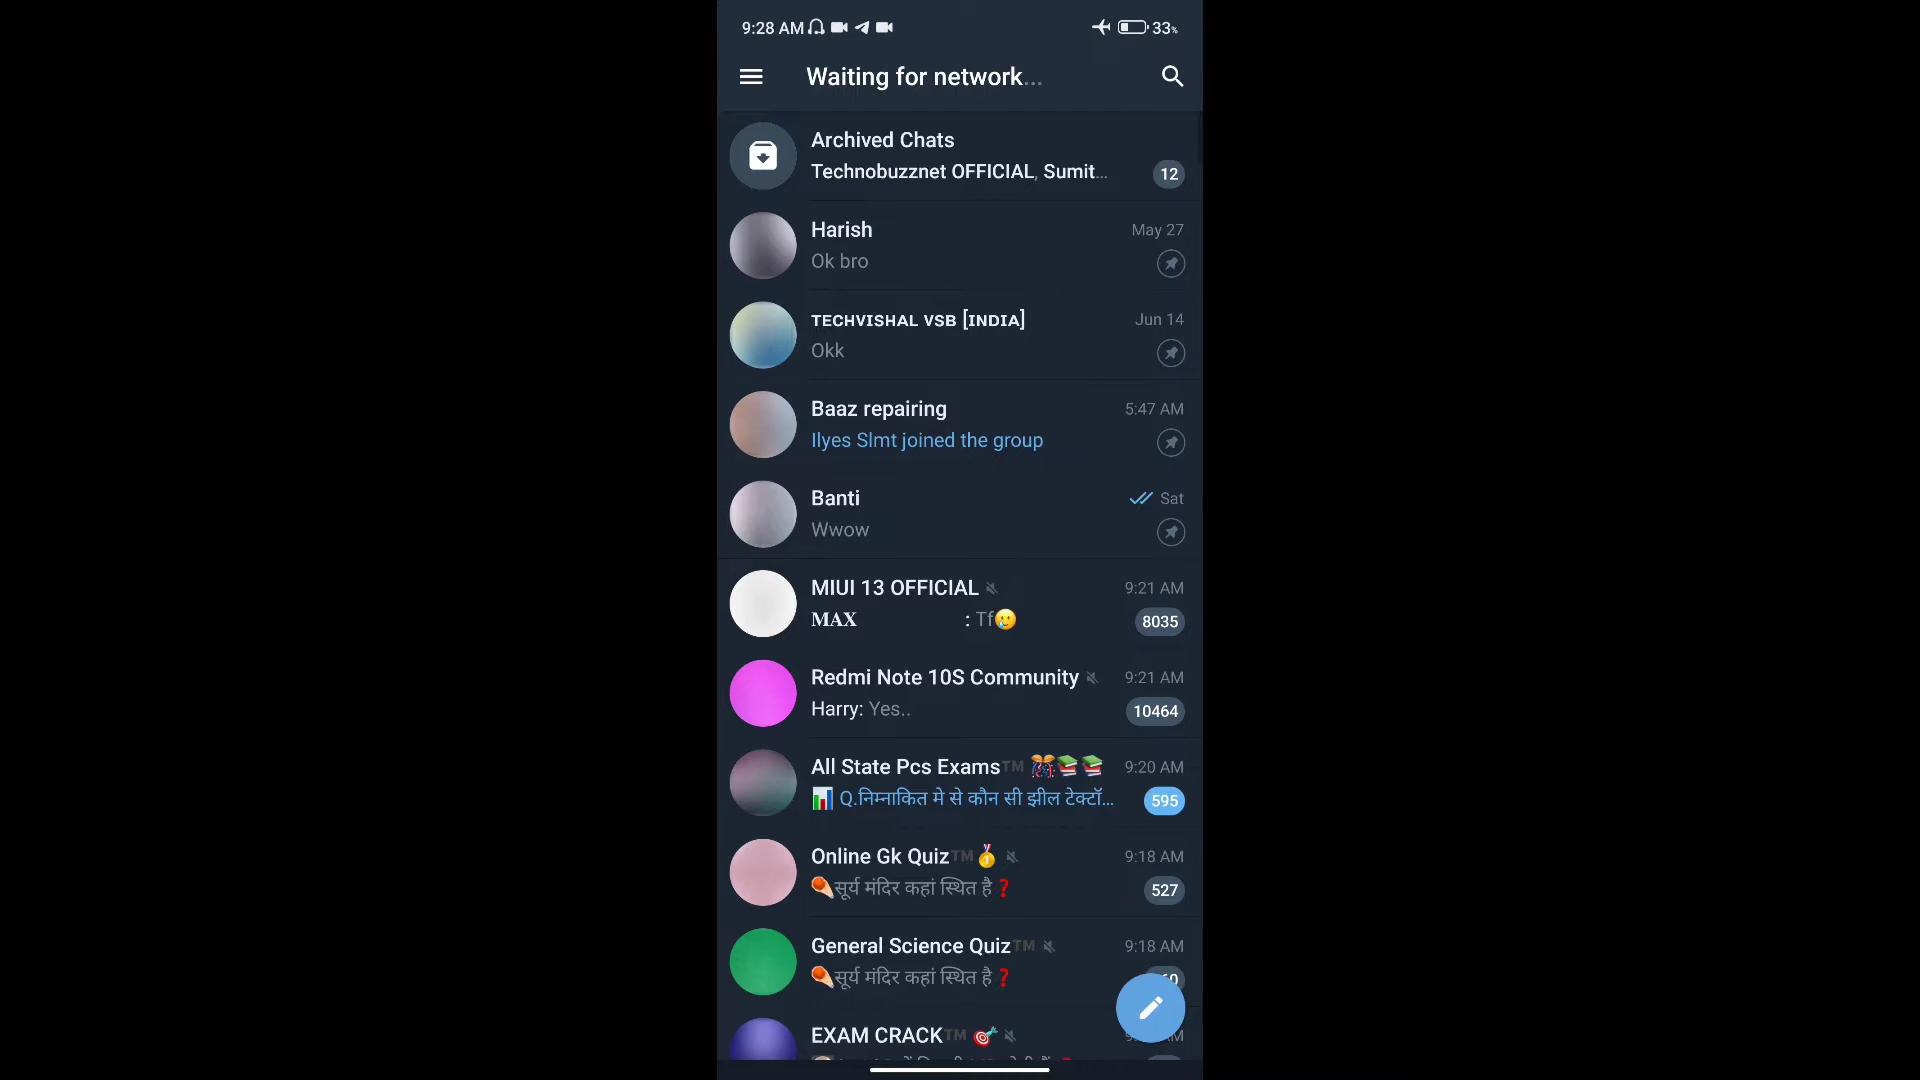 9:28 AM 33%
Waiting for network...
Archived Chats
Technobuzznet OFFICIAL, Sumit...
12
Harish May 27
Ok bro
ᴛᴇᴄʜᴠɪsʜᴀʟ ᴠsʙ [ɪɴᴅɪᴀ] Jun 14
Okk
Baaz repairing 5:47 AM
Ilyes Slmt joined the group
Banti Sat
Wwow
MIUI 13 OFFICIAL 9:21 AM
𝐌𝐀𝐗 : Tf🥲 8035
Redmi Note 10S Community 9:21 AM
Harry: Yes.. 10464
All State Pcs Exams™️ 🎊📚📚 9:20 AM
📊 Q.निम्नाकित मे से कौन सी झील टेक्टॉ... 595
Online Gk Quiz™️🏅 9:18 AM
सूर्य मंदिर कहां स्थित है❓ 527
General Science Quiz™️ 9:18 AM
सूर्य मंदिर कहां स्थित है❓
EXAM CRACK™️ 🎯